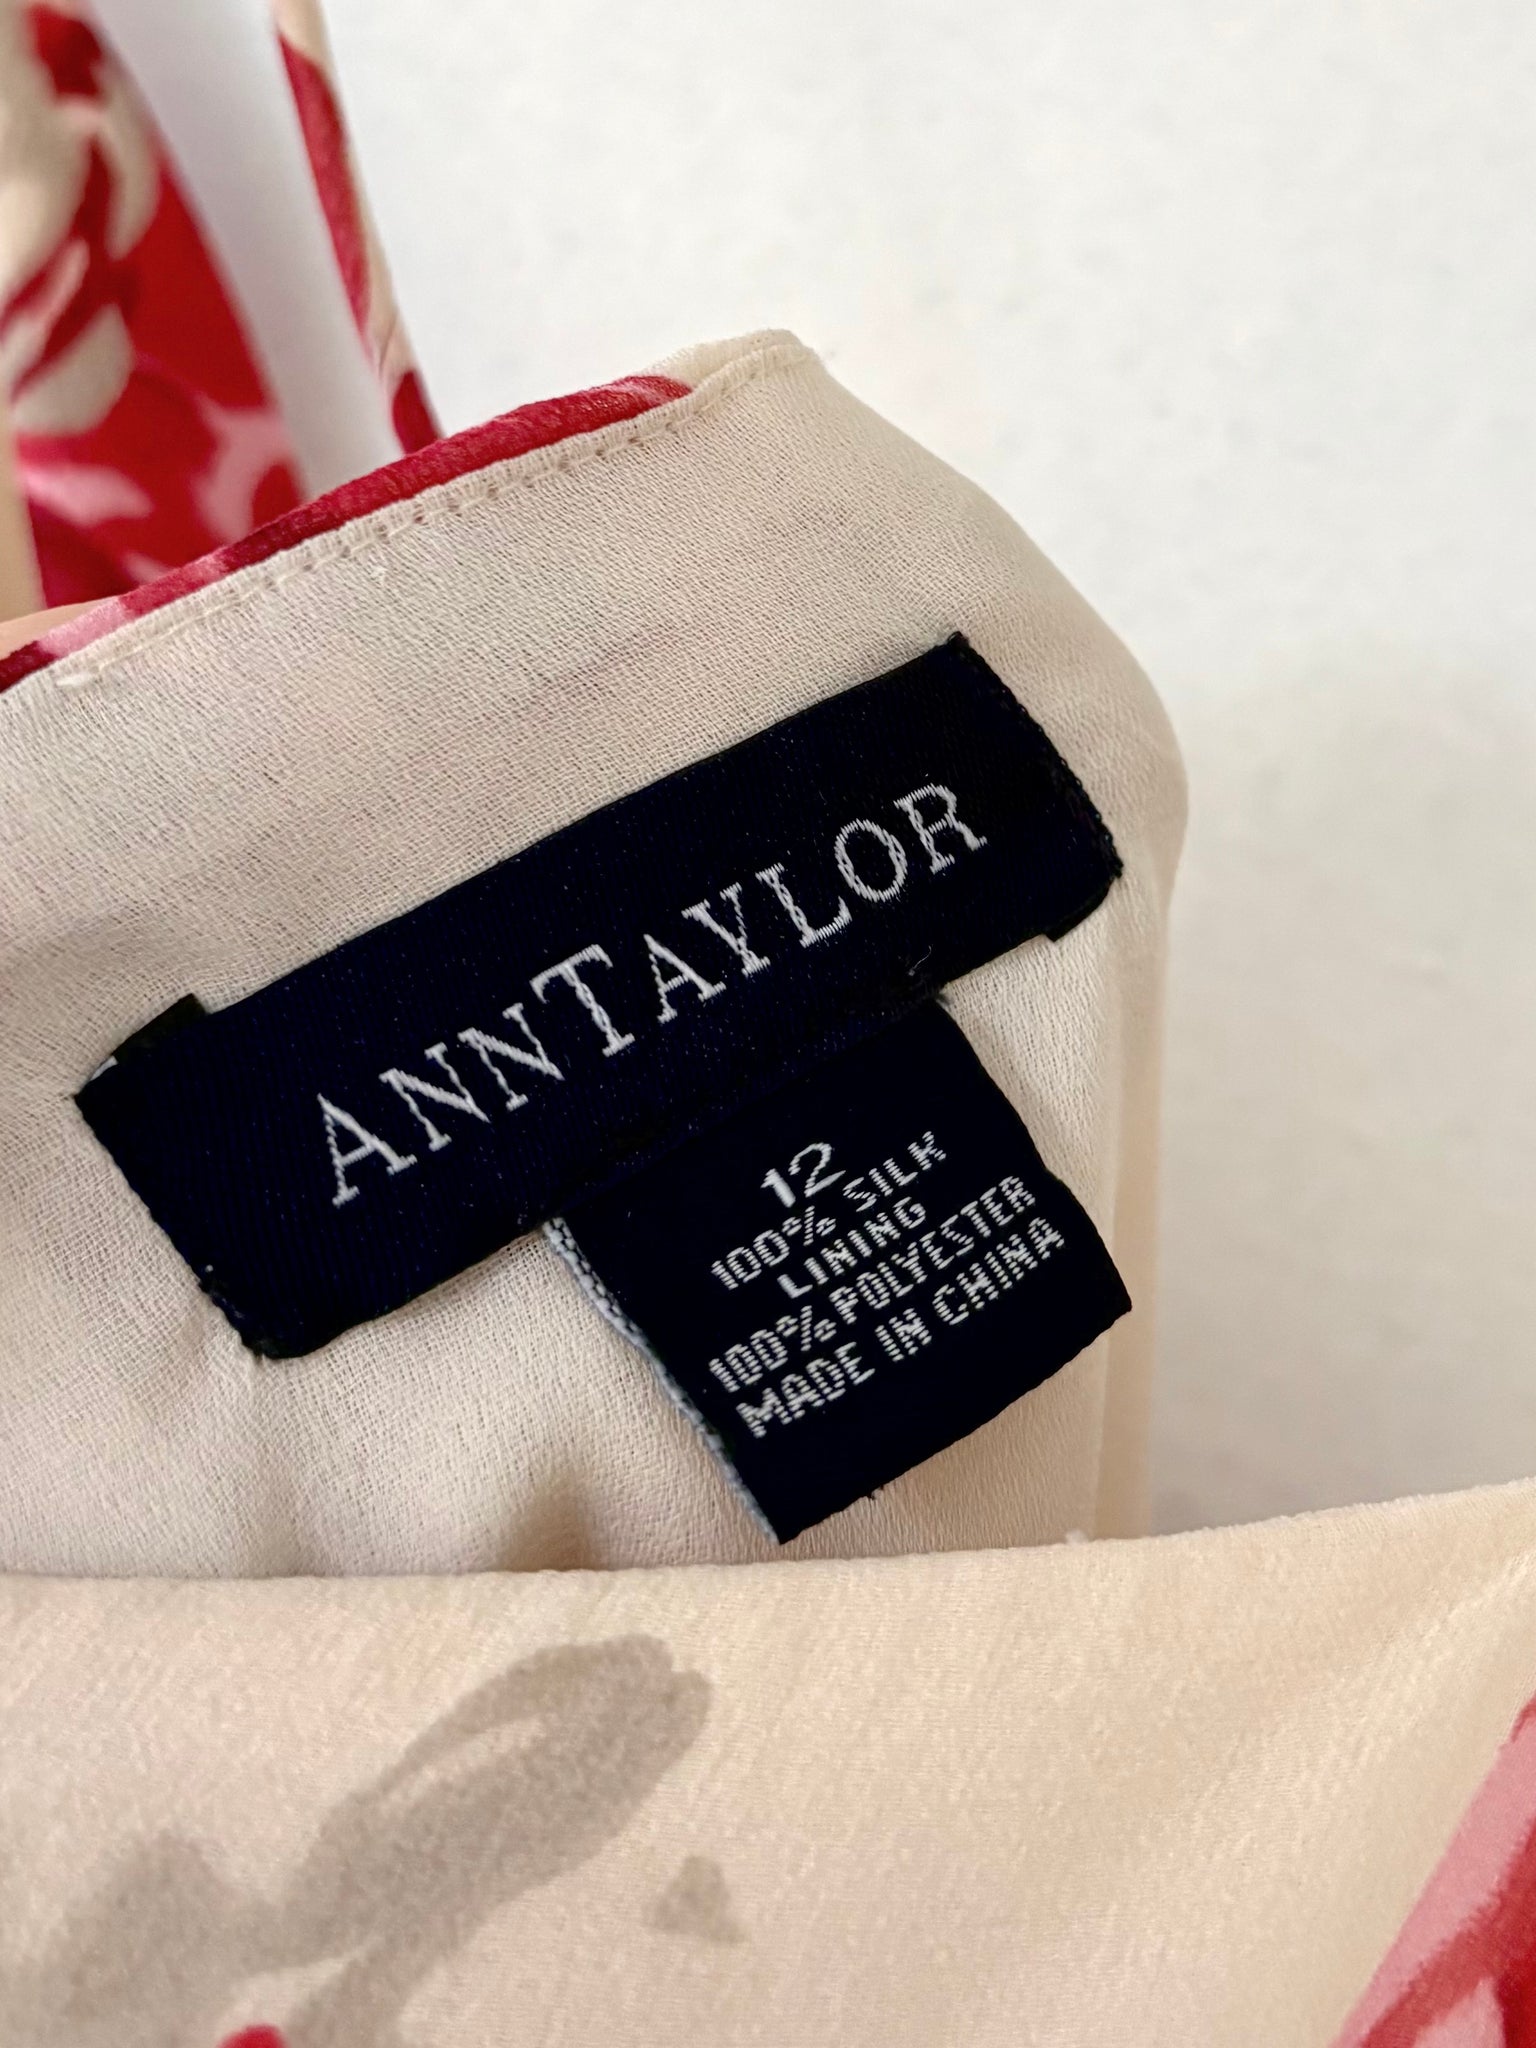 ANNTAYLOR
12
100% SILK
LINING
100% POLYESTER
MADE IN CHINA